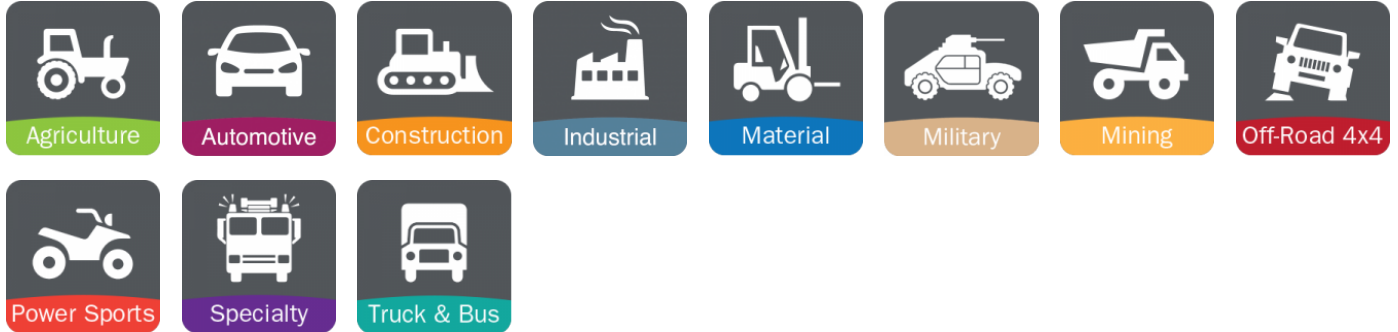 Agriculture
Automotive
Construction
Industrial
Material
Military
Mining
Off-Road 4x4
Power Sports
Specialty
Truck & Bus